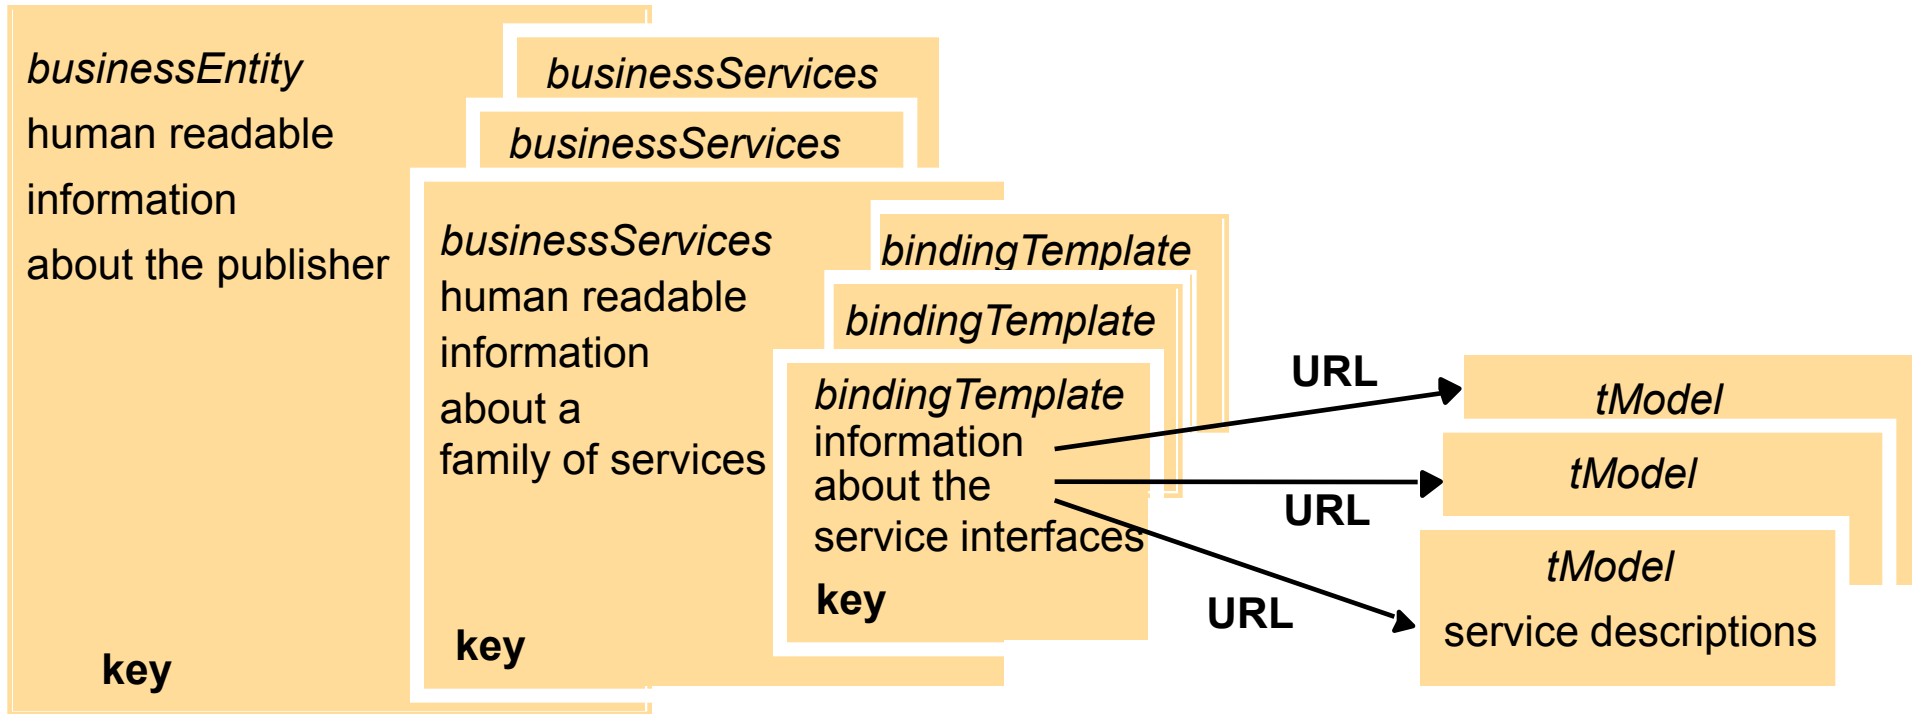 businessEntity
human readable
information
about the publisher
key
businessServices
businessServices
businessServices
human readable
information
about a
family of services
key
bindingTemplate
bindingTemplate
bindingTemplate
information
about the
service interfaces
key
URL
URL
URL
tModel
tModel
tModel
service descriptions